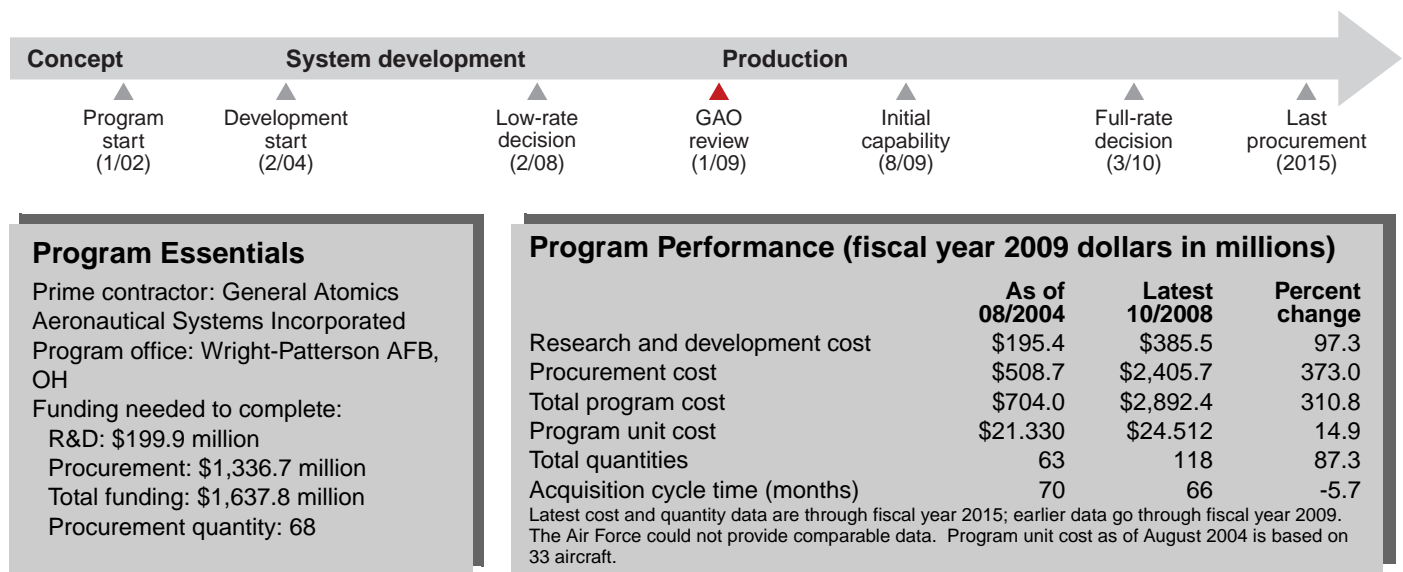 Concept System development Production
Program start (1/02)
Development start (2/04)
Low-rate decision (2/08)
GAO review (1/09)
Initial capability (8/09)
Full-rate decision (3/10)
Last procurement (2015)
Program Essentials
Prime contractor: General Atomics
Aeronautical Systems Incorporated
Program office: Wright-Patterson AFB,
OH
Funding needed to complete:
R&D: $199.9 million
Procurement: $1,336.7 million
Total funding: $1,637.8 million
Procurement quantity: 68
Program Performance (fiscal year 2009 dollars in millions)
As of 08/2004 Latest 10/2008 Percent change
Research and development cost $195.4 $385.5 97.3
Procurement cost $508.7 $2,405.7 373.0
Total program cost $704.0 $2,892.4 310.8
Program unit cost $21.330 $24.512 14.9
Total quantities 63 118 87.3
Acquisition cycle time (months) 70 66 -5.7
Latest cost and quantity data are through fiscal year 2015; earlier data go through fiscal year 2009.
The Air Force could not provide comparable data. Program unit cost as of August 2004 is based on
33 aircraft.